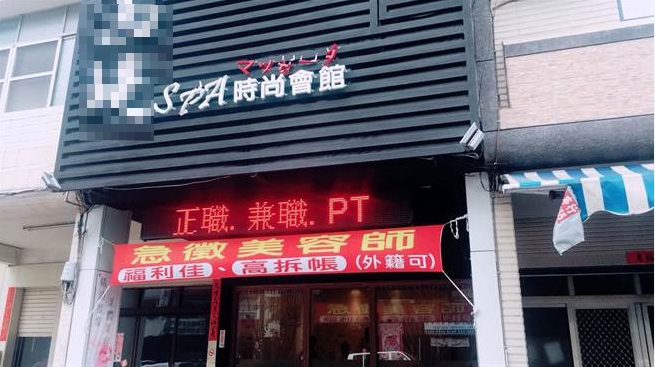 マッサージ
SPA時尚會館
正職.兼職.PT
急徵美容師
福利佳、高拆帳(外籍可)